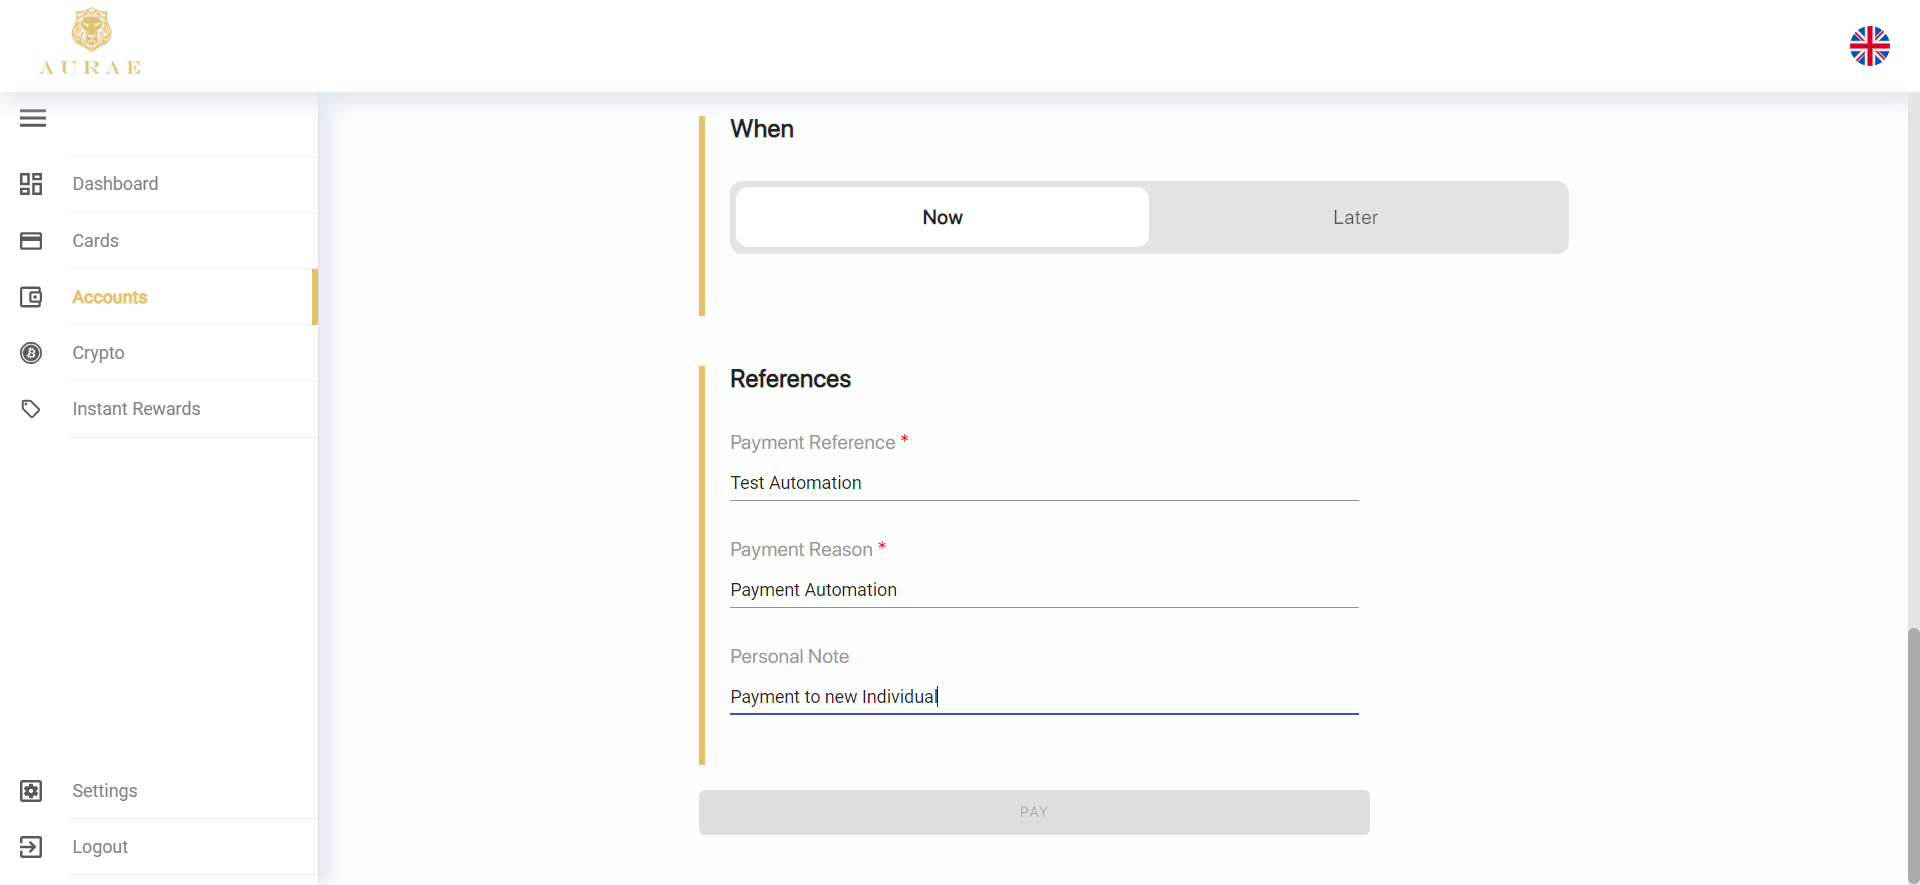 AURAE
Dashboard
Cards
Accounts
Crypto
Instant Rewards
Settings
Logout
When
Now
Later
References
Payment Reference *
Test Automation
Payment Reason *
Payment Automation
Personal Note
Payment to new Individual
PAY